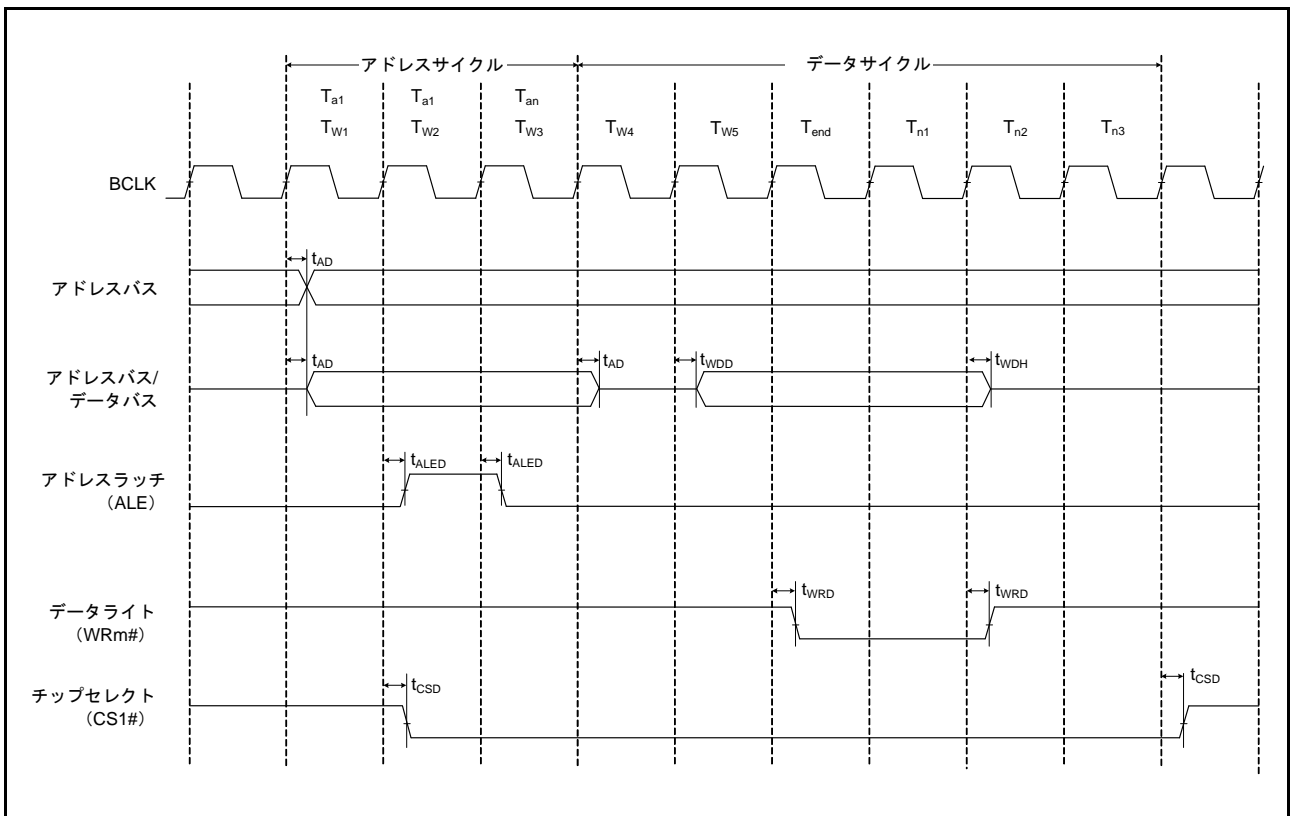 アドレスサイクル データサイクル
Ta1 Ta1 Tan
TW1 TW2 TW3 TW4 TW5 Tend Tn1 Tn2 Tn3
BCLK
tAD
アドレスバス
tAD tAD tWDD tWDH
アドレスバス/
データバス
tALED tALED
アドレスラッチ
（ALE）
tWRD tWRD
データライト
（WRm#）
tCSD tCSD
チップセレクト
（CS1#）